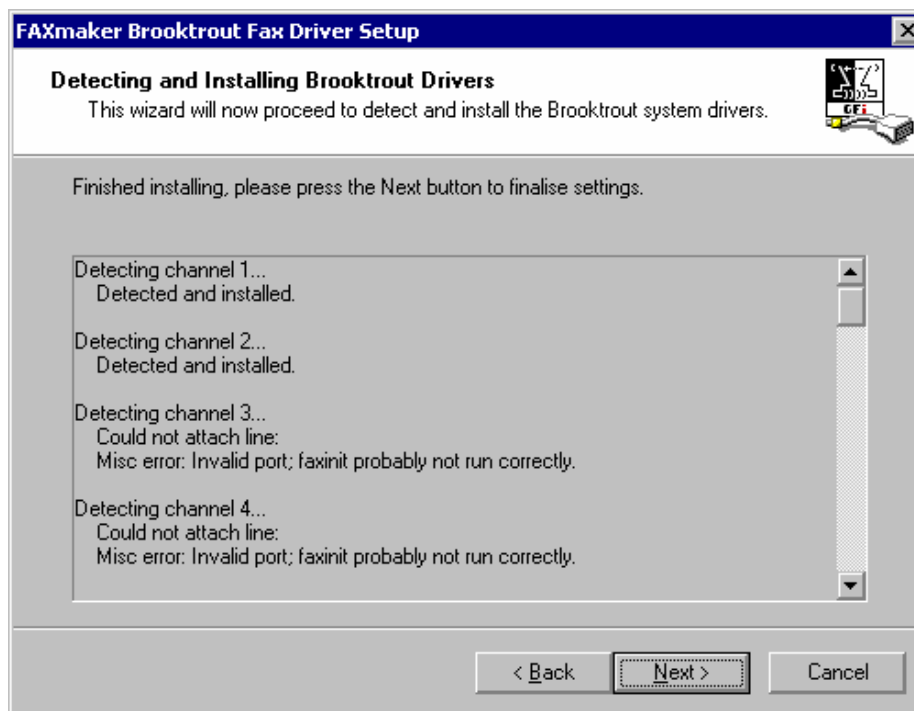 FAXmaker Brooktrout Fax Driver Setup
Detecting and Installing Brooktrout Drivers
This wizard will now proceed to detect and install the Brooktrout system drivers.
GFi
Finished installing, please press the Next button to finalise settings.
Detecting channel 1...
Detected and installed.
Detecting channel 2...
Detected and installed.
Detecting channel 3...
Could not attach line:
Misc error: Invalid port; faxinit probably not run correctly.
Detecting channel 4...
Could not attach line:
Misc error: Invalid port; faxinit probably not run correctly.
< Back
Next >
Cancel